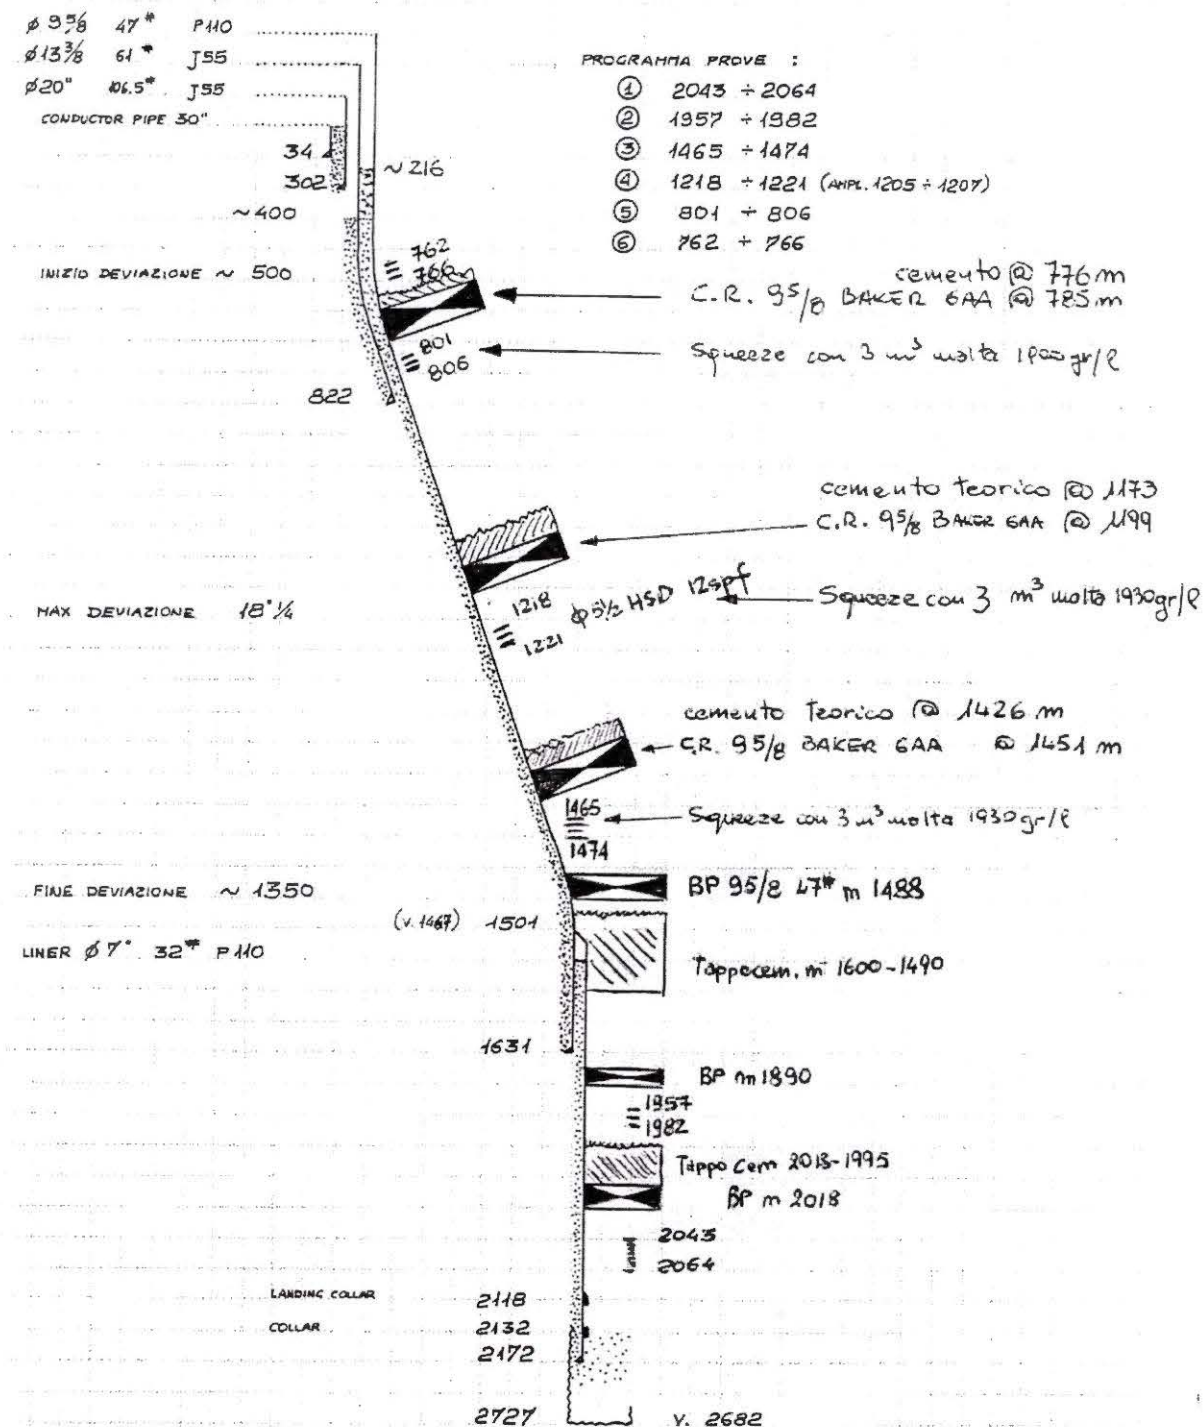 ø 9 5/8 47# P110
ø 13 3/8 61# J55
ø 20" 106.5# J55
CONDUCTOR PIPE 30"
PROGRAMMA PROVE :
① 2043 ÷ 2064
② 1957 ÷ 1982
③ 1465 ÷ 1474
④ 1218 ÷ 1221 (AMPL. 1205 ÷ 1207)
⑤ 801 ÷ 806
⑥ 762 ÷ 766
34
302
~ 216
~ 400
INIZIO DEVIAZIONE ~ 500
762
766
cemento @ 776 m
C.R. 9 5/8 BAKER 6AA @ 785 m
801
806
Squeeze con 3 m³ malta 1900 gr/l
822
cemento teorico @ 1173
C.R. 9 5/8 BAKER 6AA @ 1199
MAX DEVIAZIONE 18° 1/4
1218
1221
ø 5 1/2 HSD 12 spf
Squeeze con 3 m³ malta 1930 gr/l
cemento teorico @ 1426 m
C.R. 9 5/8 BAKER 6AA @ 1451 m
1465
1474
Squeeze con 3 m³ malta 1930 gr/l
FINE DEVIAZIONE ~ 1350
BP 9 5/8 47# m 1488
(v. 1467) 1501
LINER ø 7" 32# P110
Tappo cem. m 1600-1490
1631
BP m 1890
1957
1982
Tappo Cem 2018-1995
BP m 2018
2043
2064
LANDING COLLAR 2118
COLLAR 2132
2172
2727
v. 2682